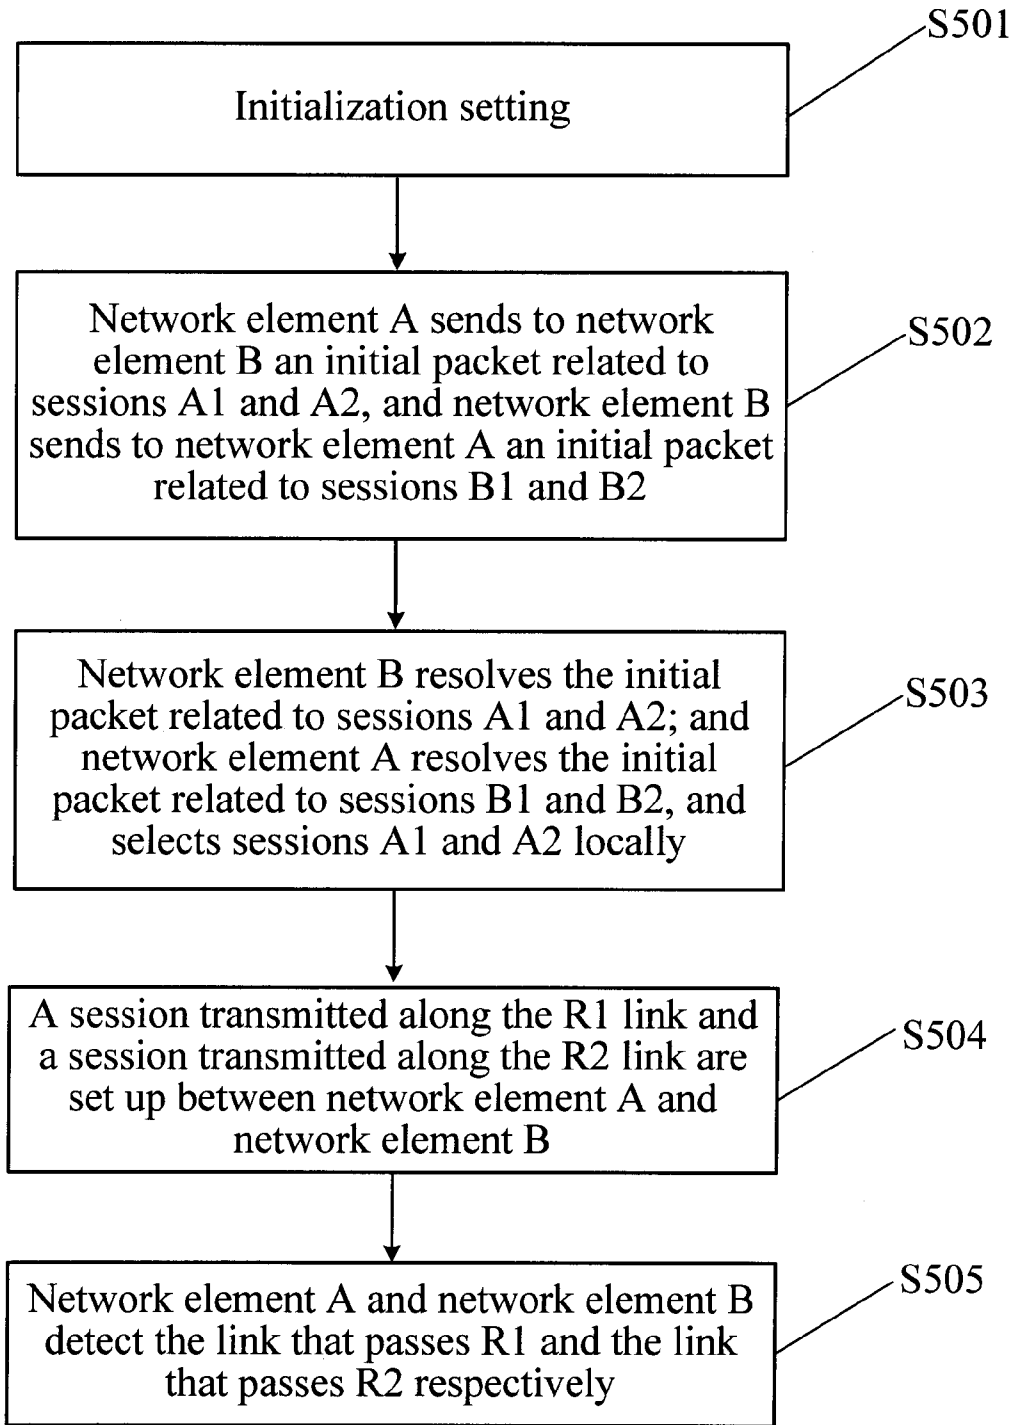 S501
Initialization setting
S502
Network element A sends to network
element B an initial packet related to
sessions A1 and A2, and network element B
sends to network element A an initial packet
related to sessions B1 and B2
S503
Network element B resolves the initial
packet related to sessions A1 and A2; and
network element A resolves the initial
packet related to sessions B1 and B2, and
selects sessions A1 and A2 locally
S504
A session transmitted along the R1 link and
a session transmitted along the R2 link are
set up between network element A and
network element B
S505
Network element A and network element B
detect the link that passes R1 and the link
that passes R2 respectively